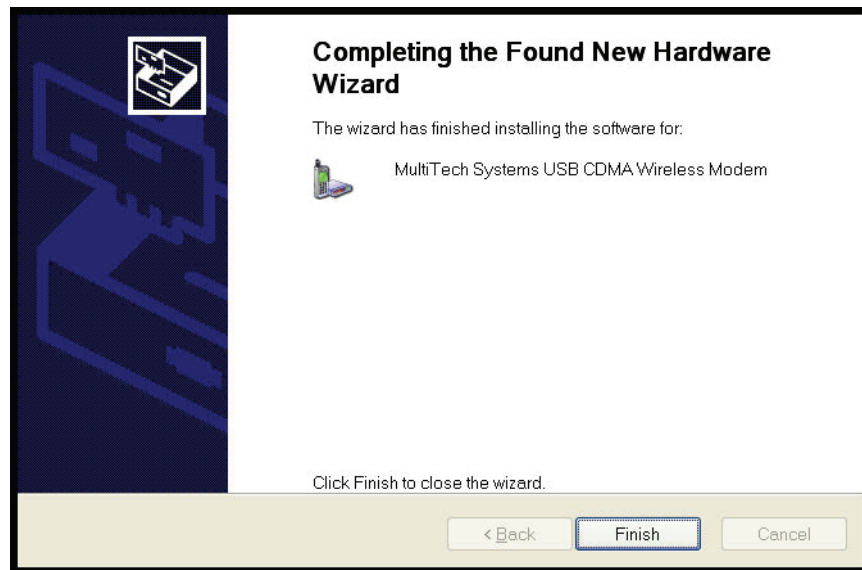 Completing the Found New Hardware
Wizard
The wizard has finished installing the software for:
MultiTech Systems USB CDMA Wireless Modem
Click Finish to close the wizard.
< Back Finish Cancel